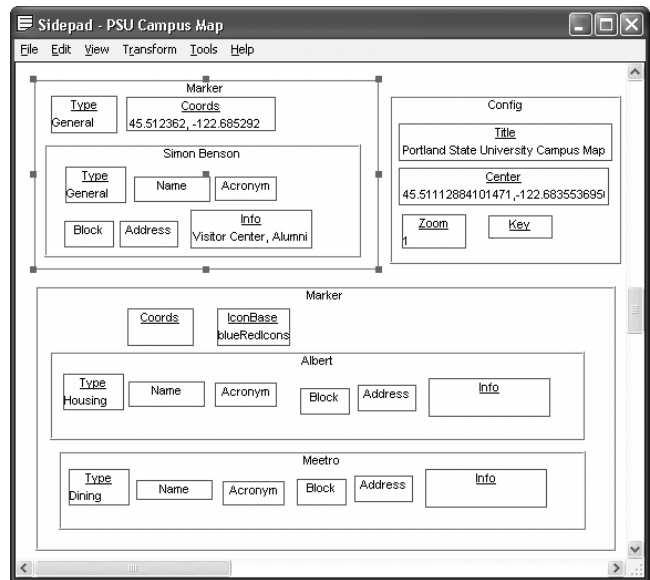 Sidepad - PSU Campus Map
File Edit View Transform Tools Help
Marker
Type
General
Coords
45.512362, -122.685292
Simon Benson
Type
General
Name
Acronym
Block
Address
Info
Visitor Center, Alumni
Config
Title
Portland State University Campus Map
Center
45.51112884101471,-122.683553695
Zoom
1
Key
Marker
Coords
IconBase
blueRedIcons
Albert
Type
Housing
Name
Acronym
Block
Address
Info
Meetro
Type
Dining
Name
Acronym
Block
Address
Info